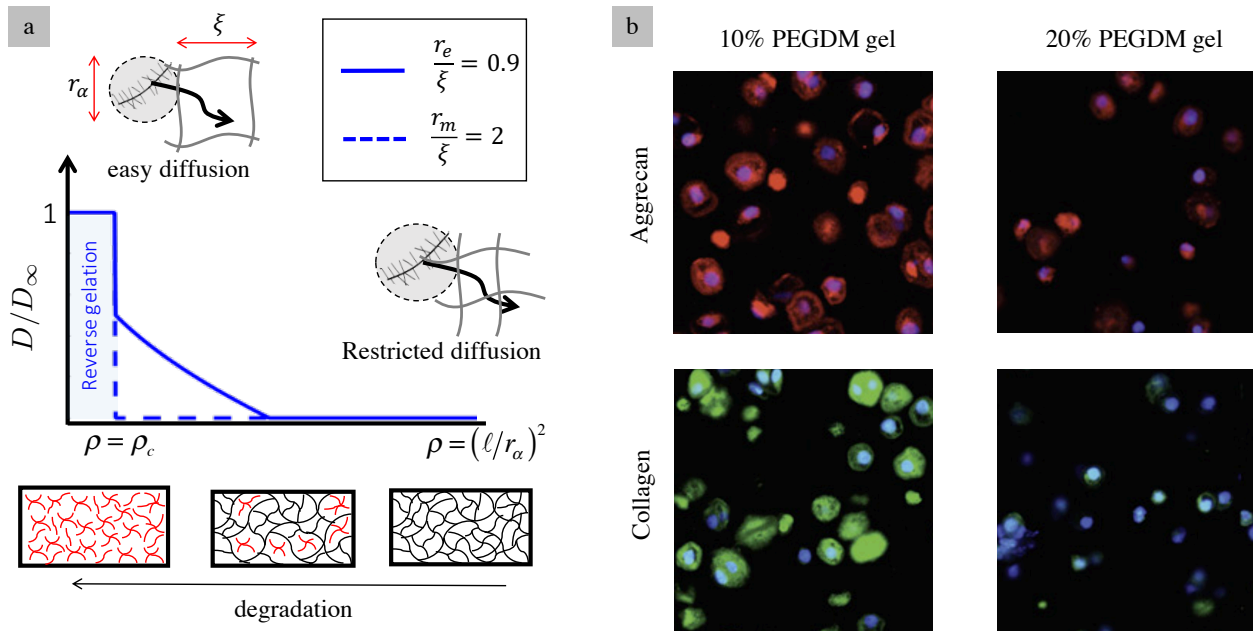 a
ξ
r_α
easy diffusion
r_e/ξ = 0.9
r_m/ξ = 2
1
D/D_∞
Reverse gelation
Restricted diffusion
ρ = ρ_c
ρ = (ℓ/r_α)^2
degradation
b
10% PEGDM gel
20% PEGDM gel
Aggrecan
Collagen